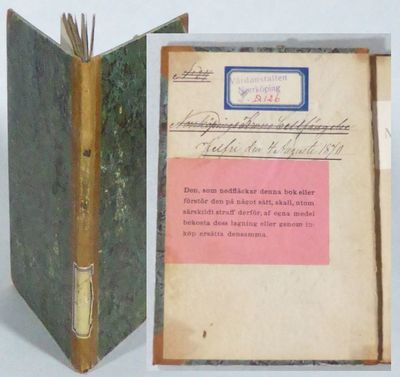 Vårdanstalten
Norrköping
D.126
den 4 Augusti 1870
Den, som nedfläckar denna bok eller
förstör den på något sätt, skall, utom
särskildt straff derför, af egna medel
bekosta dess lagning eller genom in-
köp ersätta densamma.